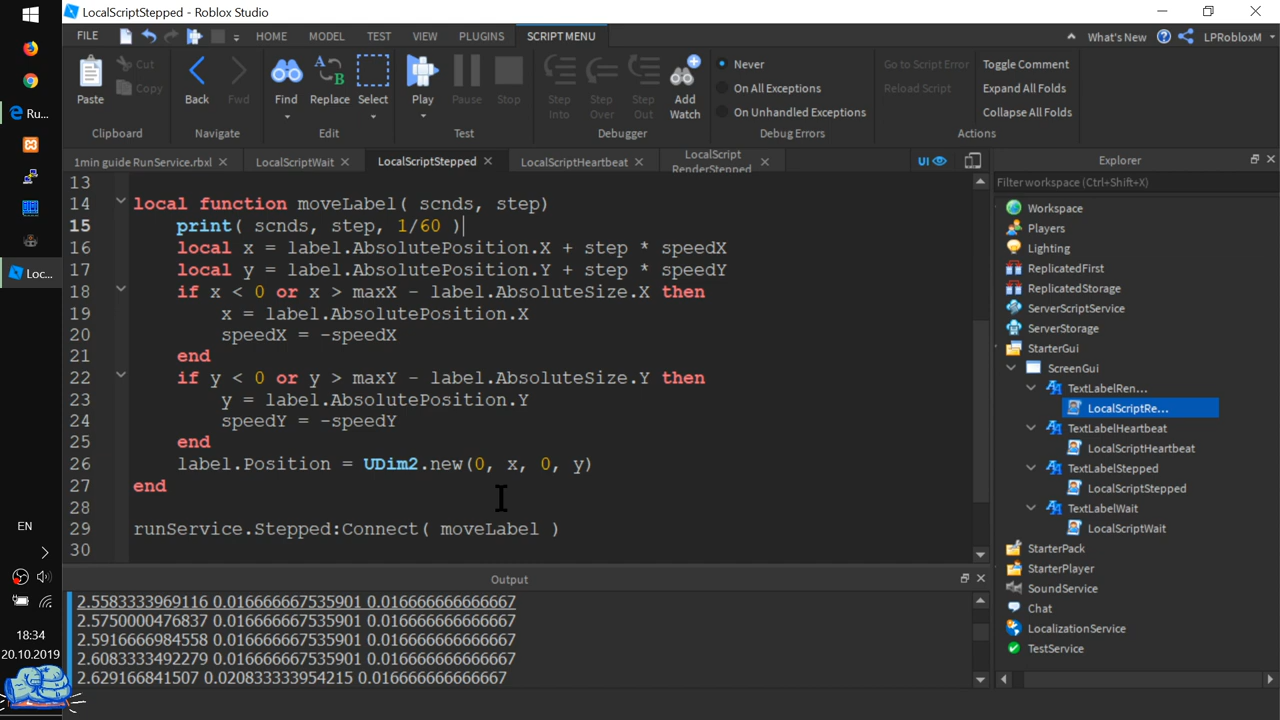 LocalScriptStepped - Roblox Studio
FILE HOME MODEL TEST VIEW PLUGINS SCRIPT MENU What's New LPRobloxM
Paste Cut Copy Back Fwd Find Replace Select Play Pause Stop Step Into Step Over Step Out Add Watch
Never
On All Exceptions
On Unhandled Exceptions
Go to Script Error
Reload Script
Toggle Comment
Expand All Folds
Collapse All Folds
Clipboard Navigate Edit Test Debugger Debug Errors Actions
1min guide RunService.rbxl LocalScriptWait LocalScriptStepped LocalScriptHeartbeat LocalScript RenderStepped UI
13
14 local function moveLabel( scnds, step)
15 print( scnds, step, 1/60 )
16 local x = label.AbsolutePosition.X + step * speedX
17 local y = label.AbsolutePosition.Y + step * speedY
18 if x < 0 or x > maxX - label.AbsoluteSize.X then
19 x = label.AbsolutePosition.X
20 speedX = -speedX
21 end
22 if y < 0 or y > maxY - label.AbsoluteSize.Y then
23 y = label.AbsolutePosition.Y
24 speedY = -speedY
25 end
26 label.Position = UDim2.new(0, x, 0, y)
27 end
28
29 runService.Stepped:Connect( moveLabel )
30
Output
2.5583333969116 0.016666667535901 0.016666666666667
2.5750000476837 0.016666667535901 0.016666666666667
2.5916666984558 0.016666667535901 0.016666666666667
2.6083333492279 0.016666667535901 0.016666666666667
2.629166841507 0.020833333954215 0.016666666666667
Explorer
Filter workspace (Ctrl+Shift+X)
Workspace
Players
Lighting
ReplicatedFirst
ReplicatedStorage
ServerScriptService
ServerStorage
StarterGui
ScreenGui
TextLabelRen...
LocalScriptRe...
TextLabelHeartbeat
LocalScriptHeartbeat
TextLabelStepped
LocalScriptStepped
TextLabelWait
LocalScriptWait
StarterPack
StarterPlayer
SoundService
Chat
LocalizationService
TestService
Ru...
Loc...
EN
18:34
20.10.2019